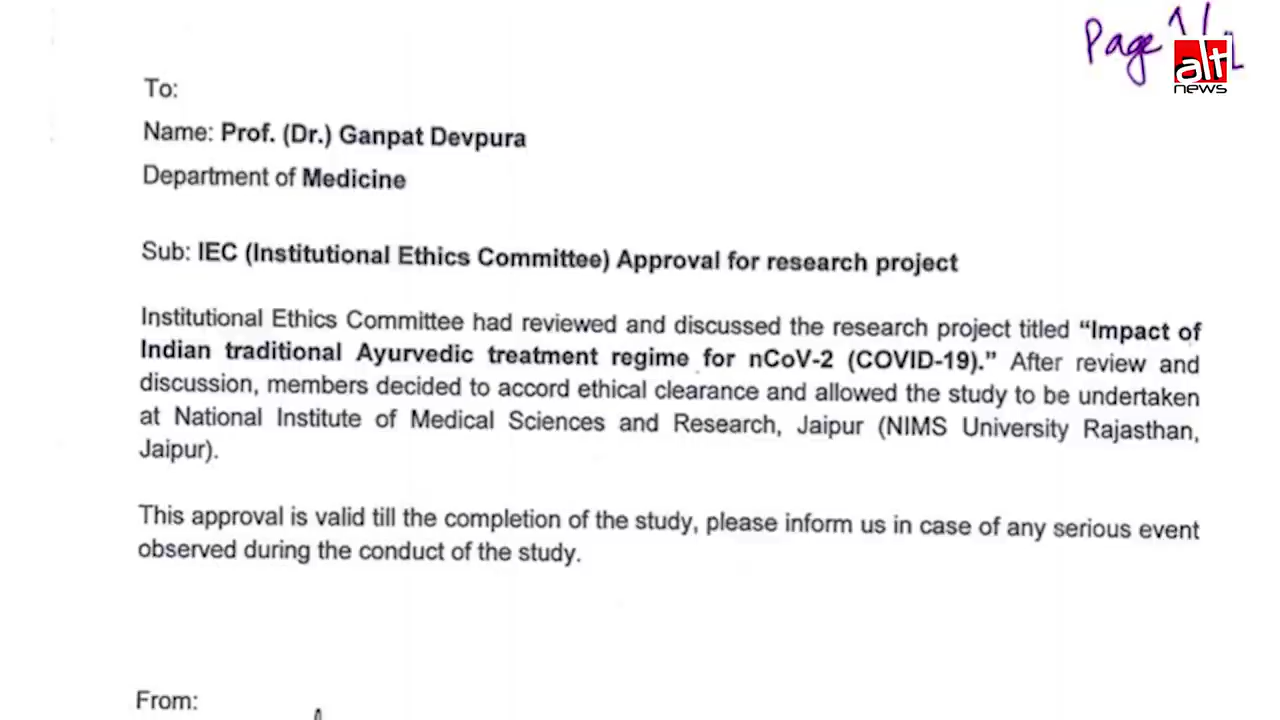 Page 1/
alt
news
To:
Name: Prof. (Dr.) Ganpat Devpura
Department of Medicine
Sub: IEC (Institutional Ethics Committee) Approval for research project
Institutional Ethics Committee had reviewed and discussed the research project titled “Impact of
Indian traditional Ayurvedic treatment regime for nCoV-2 (COVID-19).” After review and
discussion, members decided to accord ethical clearance and allowed the study to be undertaken
at National Institute of Medical Sciences and Research, Jaipur (NIMS University Rajasthan,
Jaipur).
This approval is valid till the completion of the study, please inform us in case of any serious event
observed during the conduct of the study.
From: